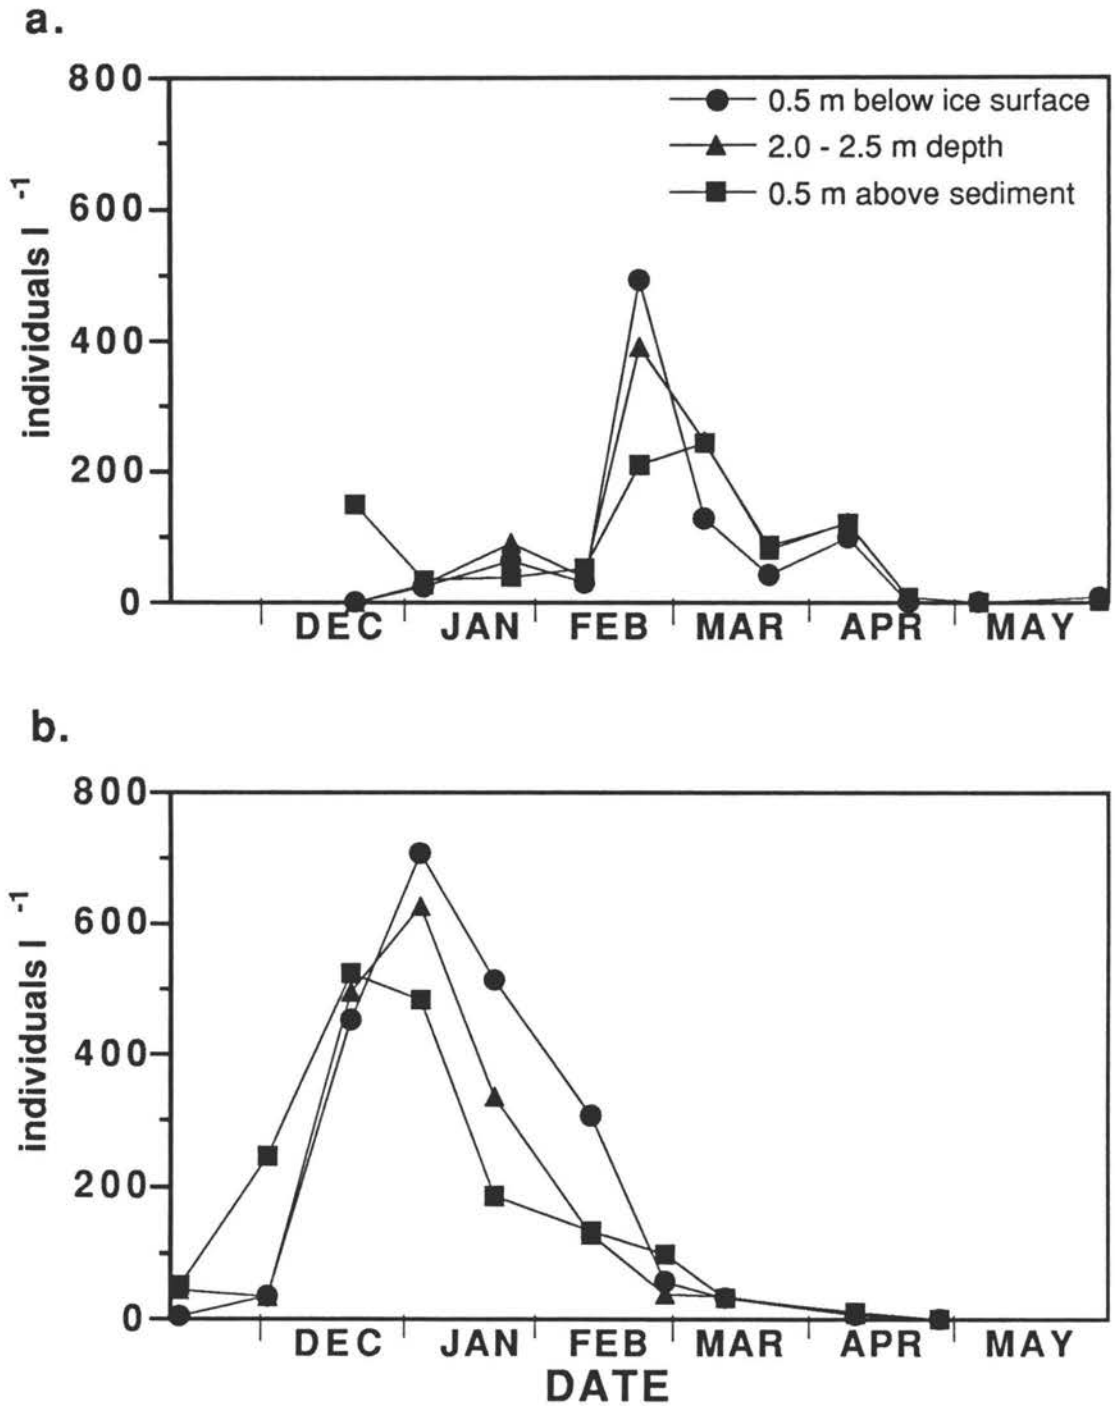 a.
800
600
400
200
0
individuals l -1
0.5 m below ice surface
2.0 - 2.5 m depth
0.5 m above sediment
DEC JAN FEB MAR APR MAY
b.
800
600
400
200
0
individuals l -1
DEC JAN FEB MAR APR MAY
DATE